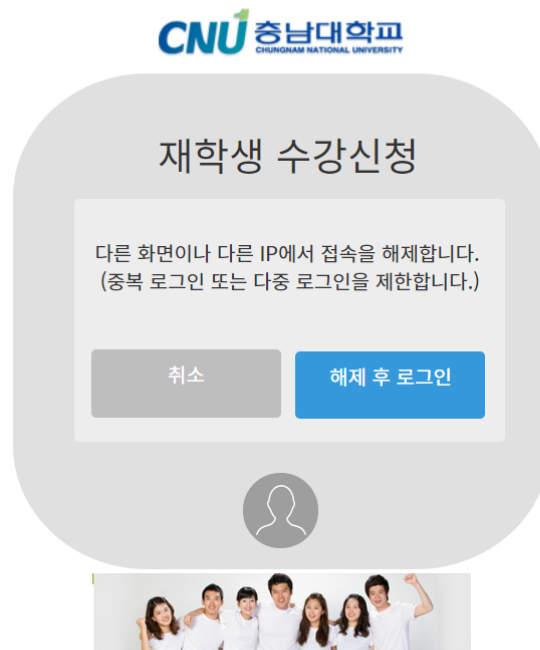 CNU 충남대학교
CHUNGNAM NATIONAL UNIVERSITY
재학생 수강신청
다른 화면이나 다른 IP에서 접속을 해제합니다.
(중복 로그인 또는 다중 로그인을 제한합니다.)
취소
해제 후 로그인